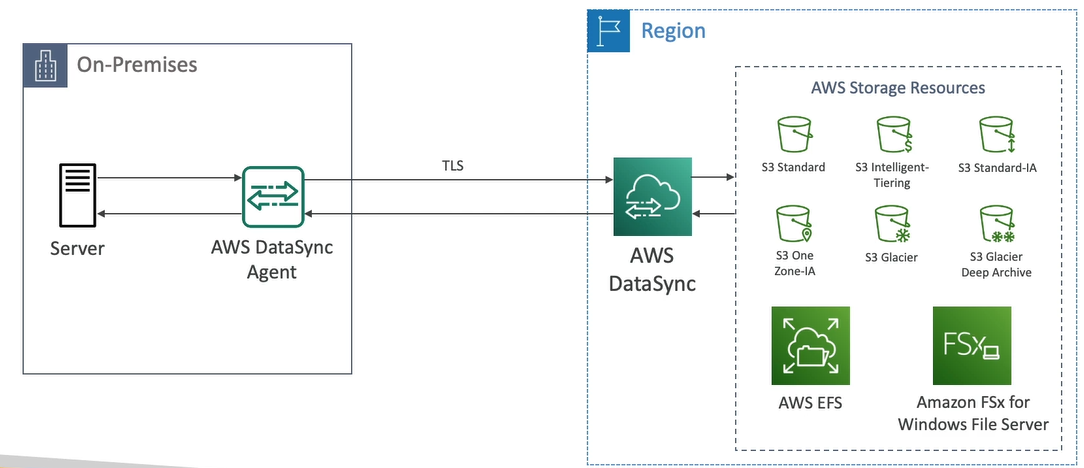 On-Premises
Server
AWS DataSync
Agent
TLS
Region
AWS
DataSync
AWS Storage Resources
S3 Standard
S3 Intelligent-
Tiering
S3 Standard-IA
S3 One
Zone-IA
S3 Glacier
S3 Glacier
Deep Archive
AWS EFS
FSx
Amazon FSx for
Windows File Server